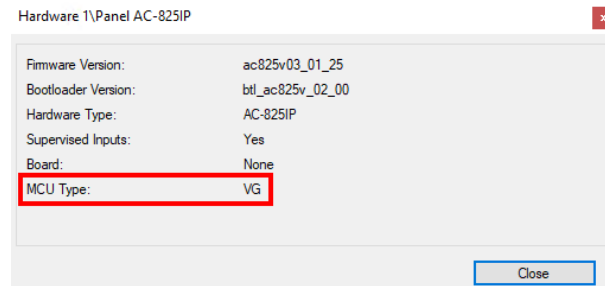 Hardware 1\Panel AC-825IP
Firmware Version: ac825v03_01_25
Bootloader Version: btl_ac825v_02_00
Hardware Type: AC-825IP
Supervised Inputs: Yes
Board: None
MCU Type: VG
Close